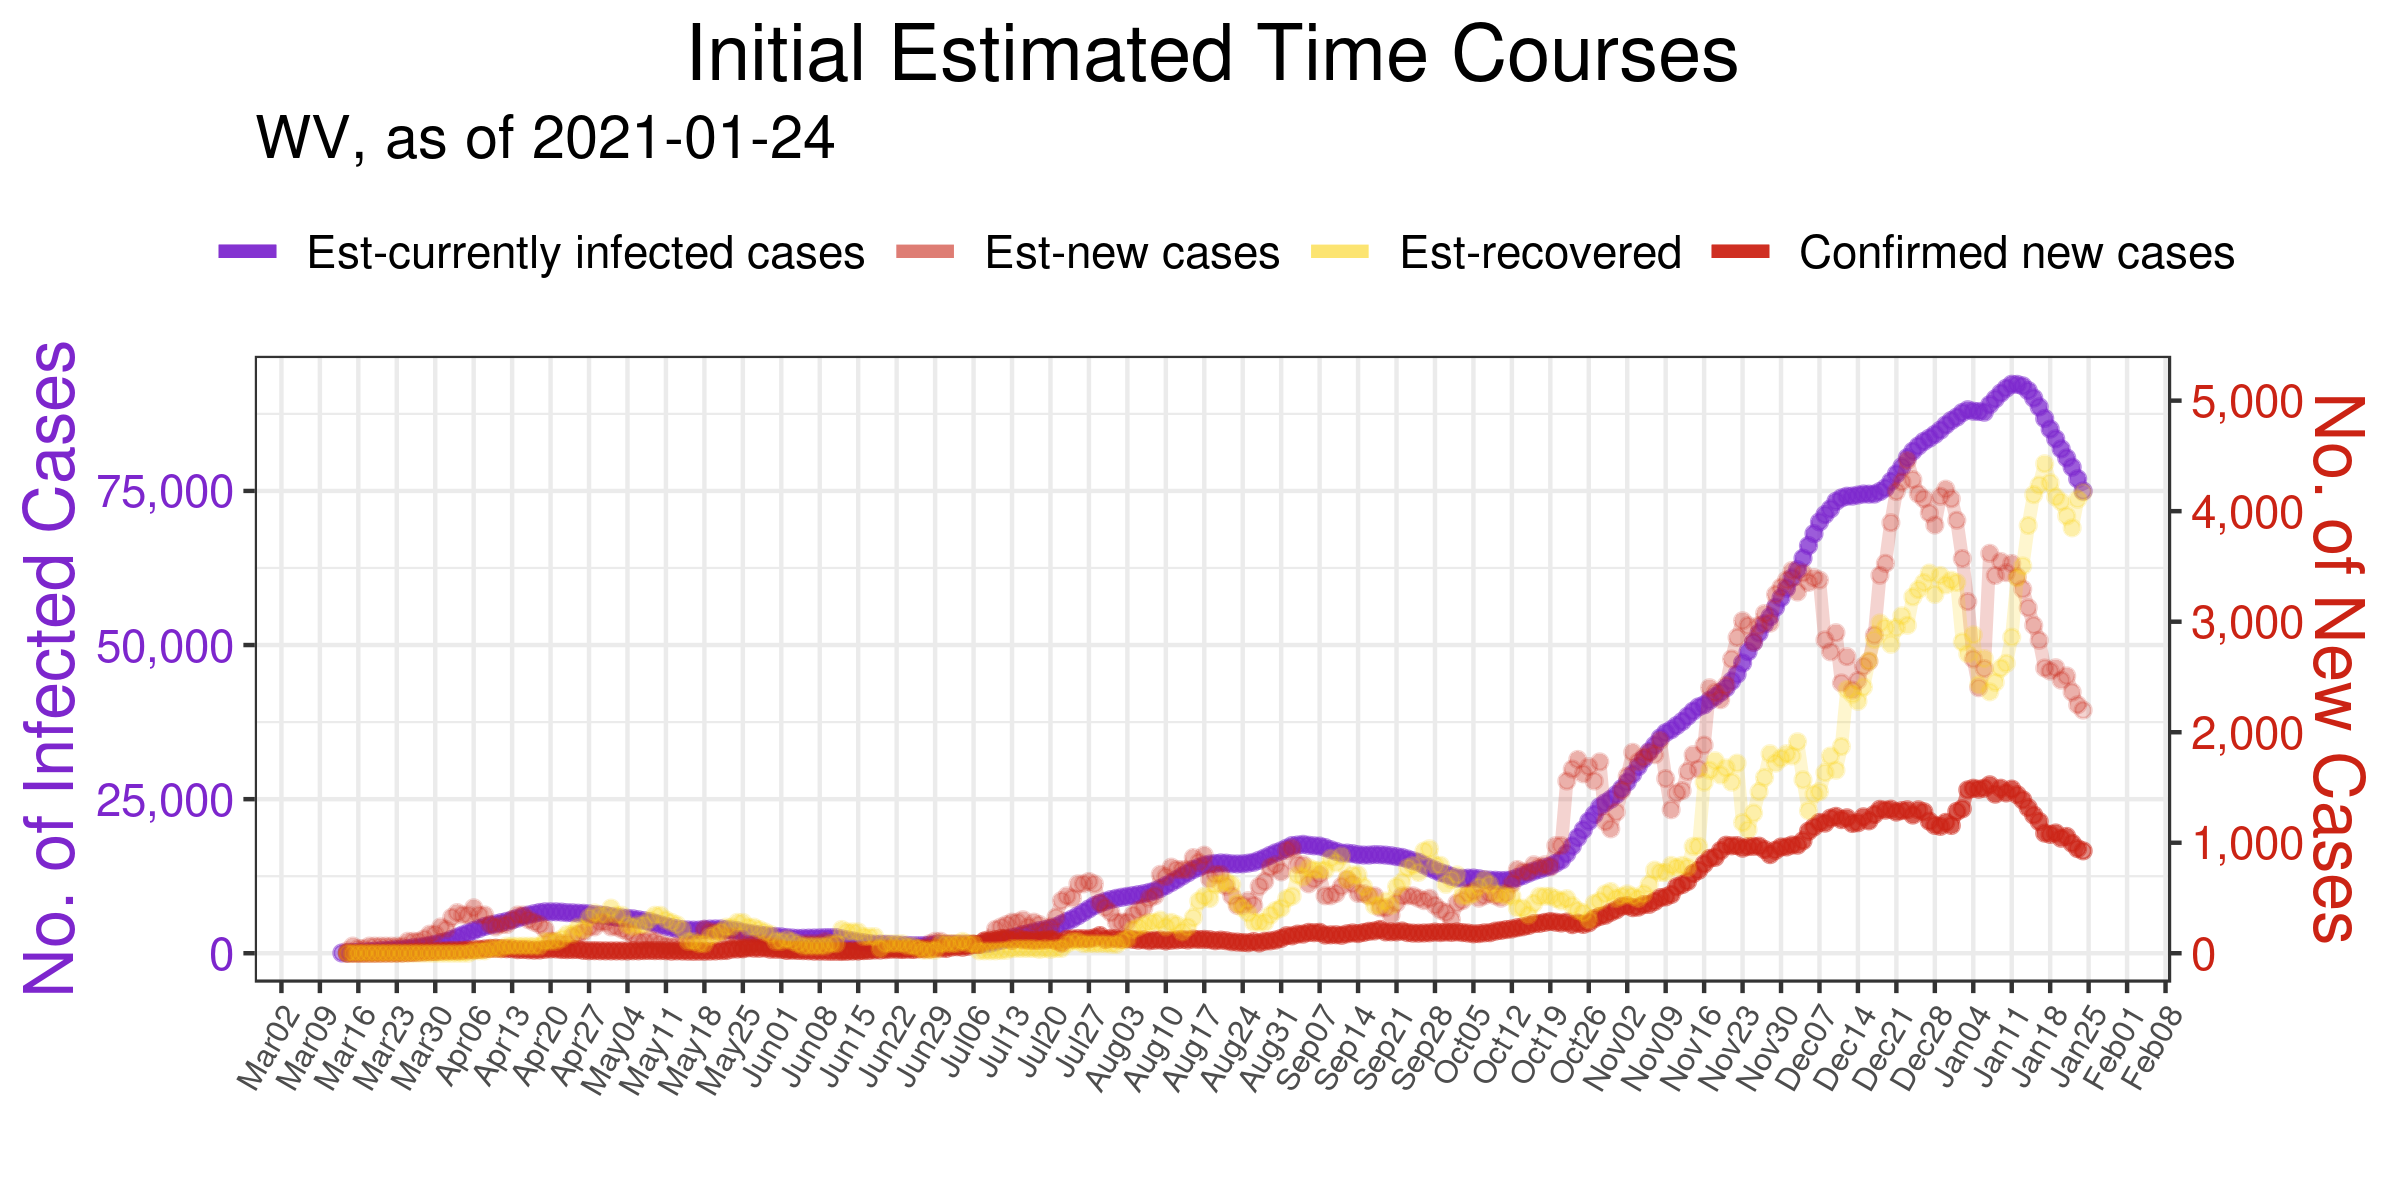 Initial Estimated Time Courses
WV, as of 2021-01-24
Est-currently infected cases Est-new cases Est-recovered Confirmed new cases
No. of Infected Cases
75,000
50,000
25,000
0
5,000
4,000
3,000
2,000
1,000
0
No. of New Cases
Mar02 Mar09 Mar16 Mar23 Mar30 Apr06 Apr13 Apr20 Apr27 May04 May11 May18 May25 Jun01 Jun08 Jun15 Jun22 Jun29 Jul06 Jul13 Jul20 Jul27 Aug03 Aug10 Aug17 Aug24 Aug31 Sep07 Sep14 Sep21 Sep28 Oct05 Oct12 Oct19 Oct26 Nov02 Nov09 Nov16 Nov23 Nov30 Dec07 Dec14 Dec21 Dec28 Jan04 Jan11 Jan18 Jan25 Feb01 Feb08